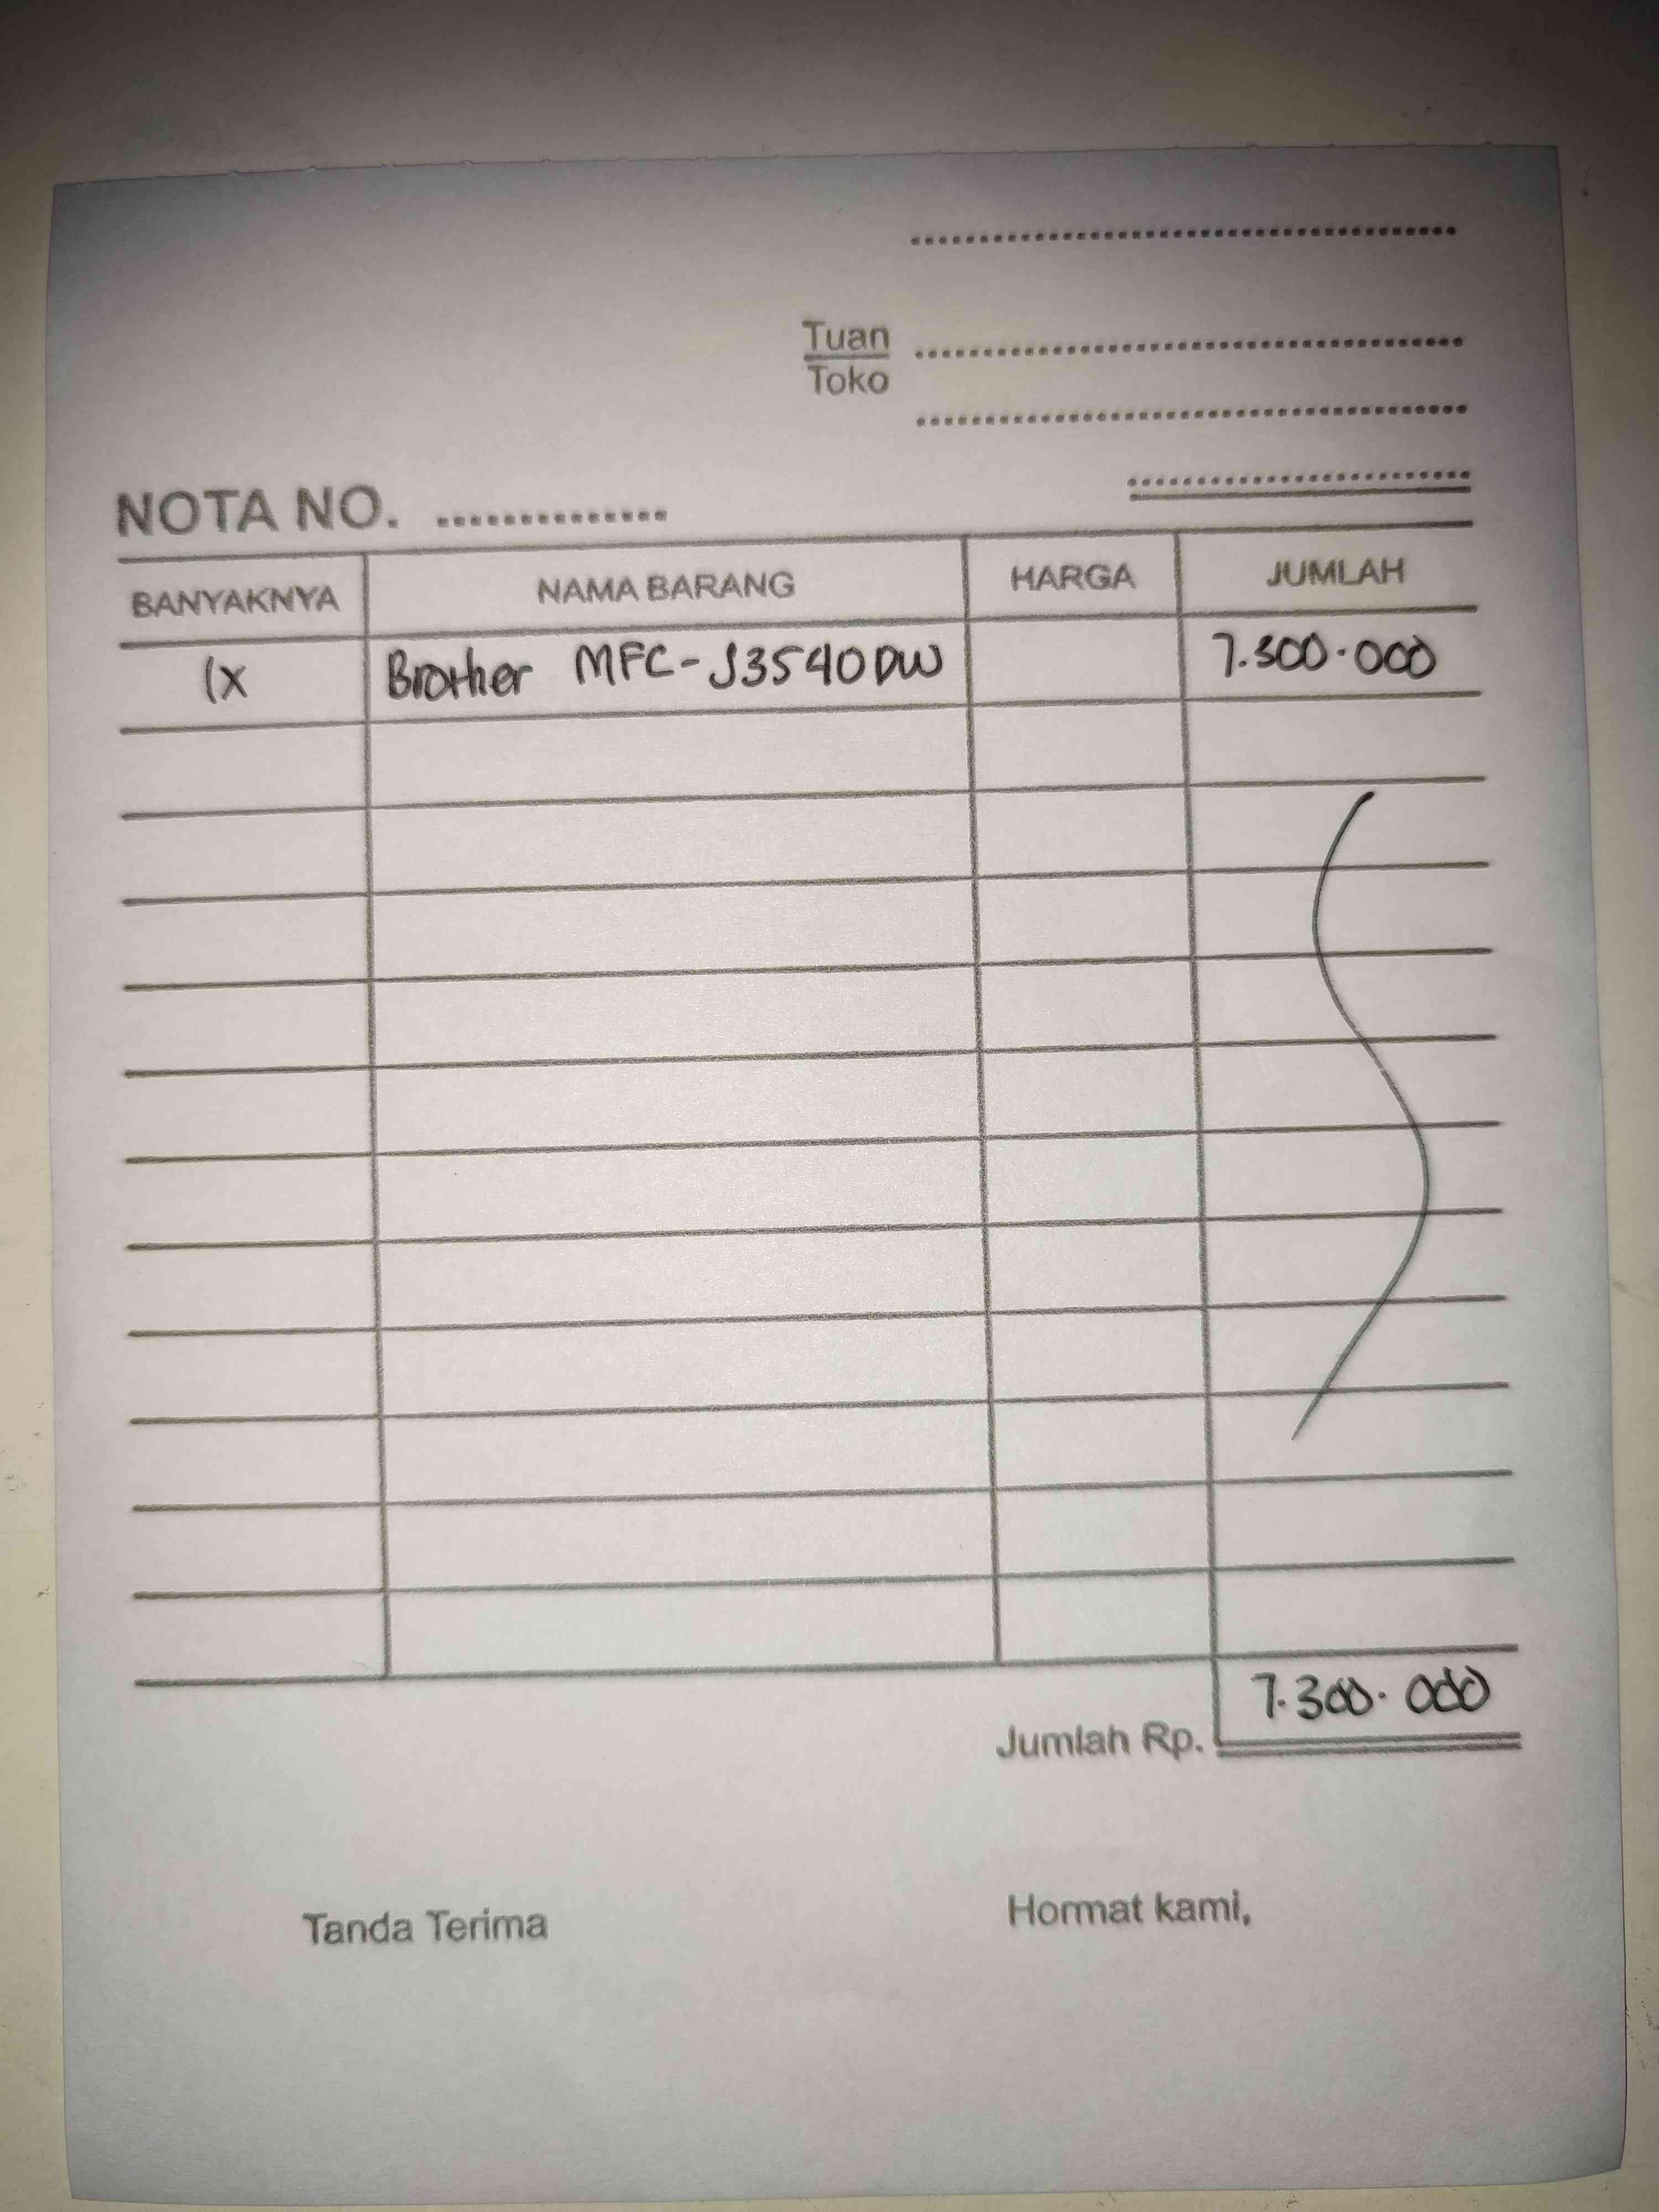 Tuan
Toko
NOTA NO. ..............
BANYAKNYA NAMA BARANG HARGA JUMLAH
1x Brother MFC-J3540DW 7.300.000
Jumlah Rp. 7.300.000
Tanda Terima Hormat kami,